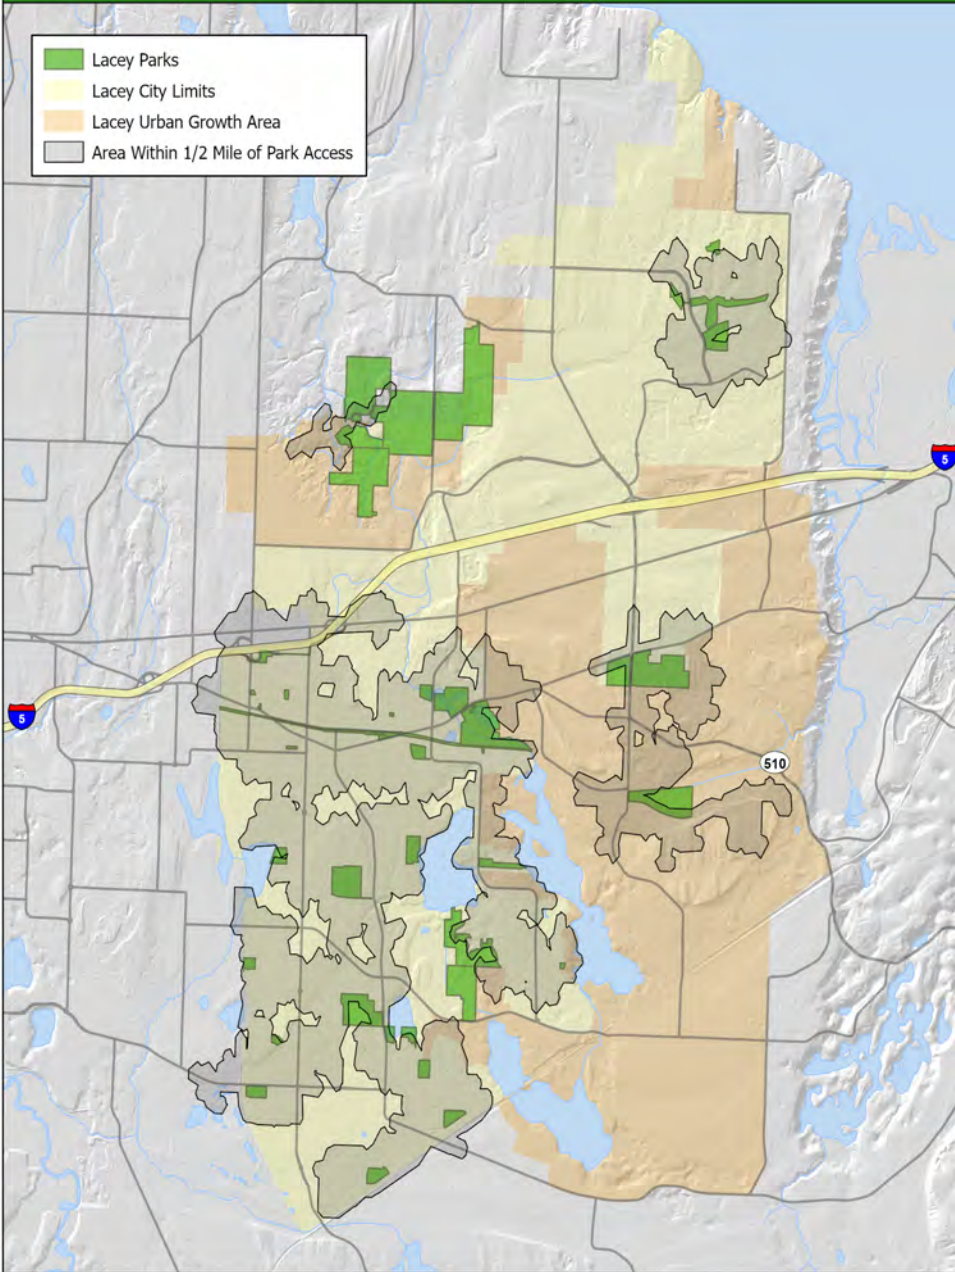 Lacey Parks
Lacey City Limits
Lacey Urban Growth Area
Area Within 1/2 Mile of Park Access
5
5
510